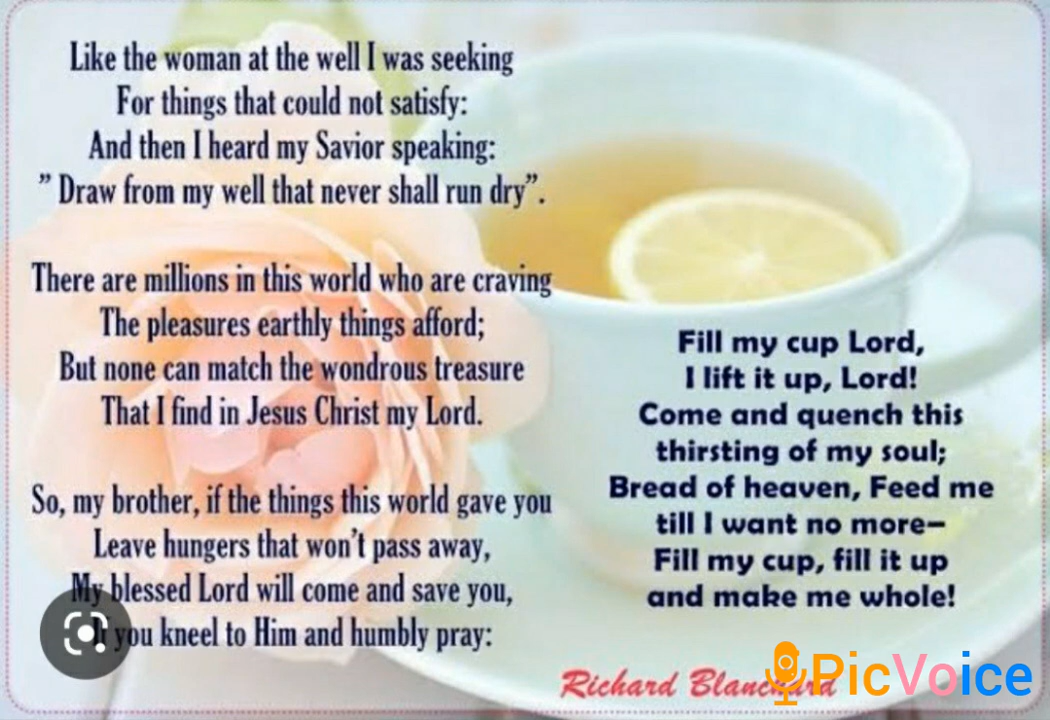 Like the woman at the well I was seeking
For things that could not satisfy:
And then I heard my Savior speaking:
” Draw from my well that never shall run dry”.
There are millions in this world who are craving
The pleasures earthly things afford;
But none can match the wondrous treasure
That I find in Jesus Christ my Lord.
So, my brother, if the things this world gave you
Leave hungers that won’t pass away,
My blessed Lord will come and save you,
you kneel to Him and humbly pray:
Fill my cup Lord,
I lift it up, Lord!
Come and quench this
thirsting of my soul;
Bread of heaven, Feed me
till I want no more–
Fill my cup, fill it up
and make me whole!
Richard Blanchard
PicVoice